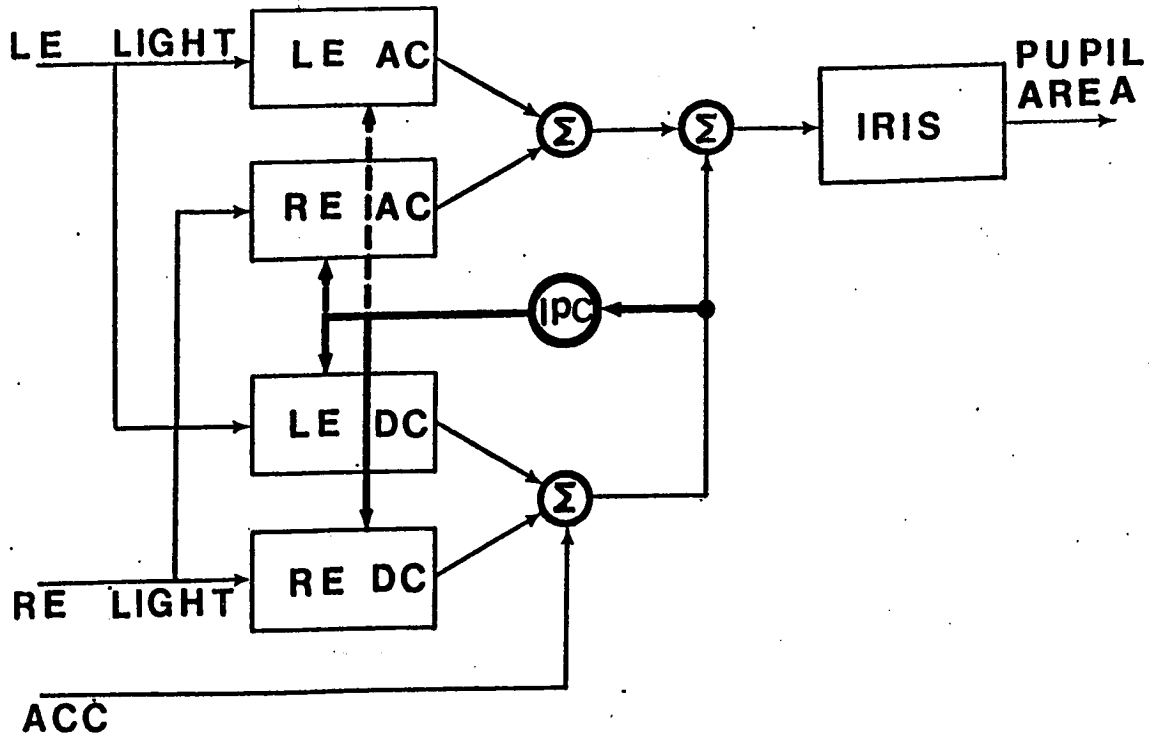 LE LIGHT
LE AC
Σ
Σ
IRIS
PUPIL
AREA
RE AC
IPC
LE DC
Σ
RE DC
RE LIGHT
ACC